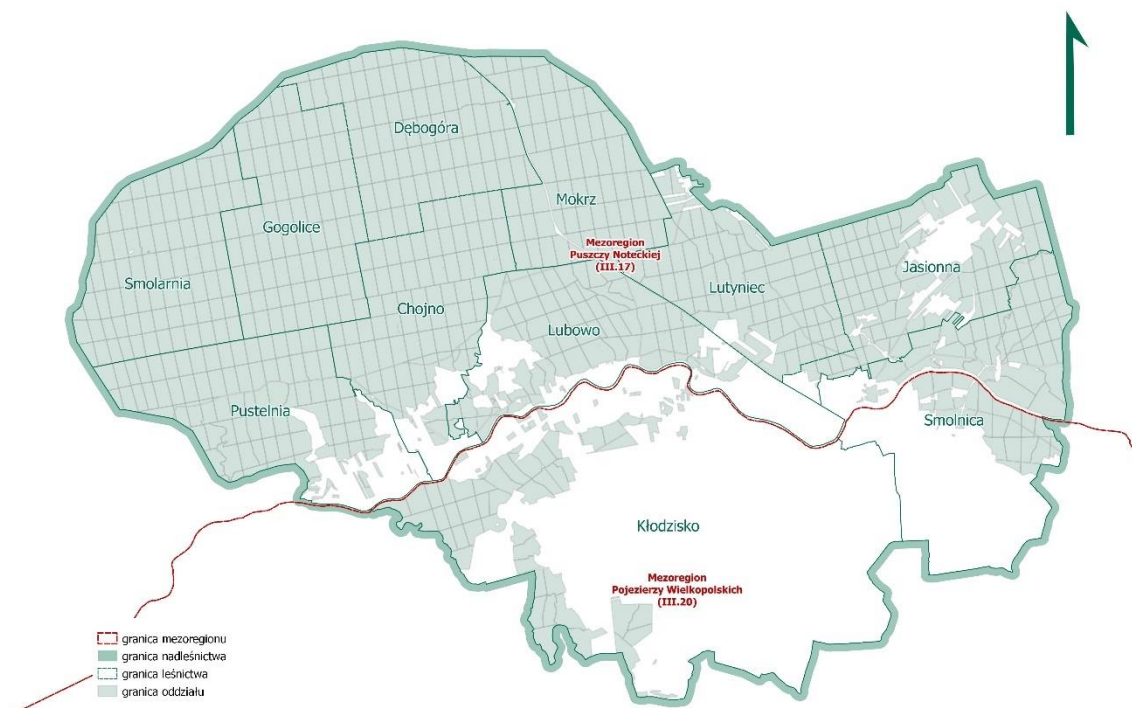 Dębogóra
Mokrz
Gogolice
Mezoregion
Puszczy Noteckiej
(III.17)
Jasionna
Smolarnia
Lutyniec
Chojno
Lubowo
Pustelnia
Smolnica
Kłodzisko
Mezoregion
Pojezierzy Wielkopolskich
(III.20)
granica mezoregionu
granica nadleśnictwa
granica leśnictwa
granica oddziału